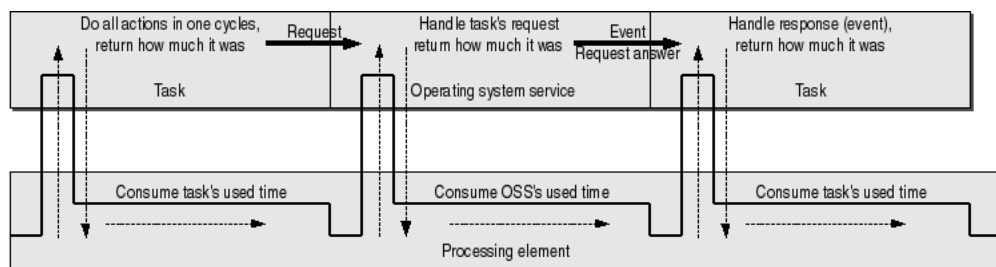 Do all actions in one cycles,
return how much it was
Request
Handle task's request
return how much it was
Event
Request answer
Handle response (event),
return how much it was
Task
Operating system service
Task
Consume task's used time
Consume OSS's used time
Consume task's used time
Processing element